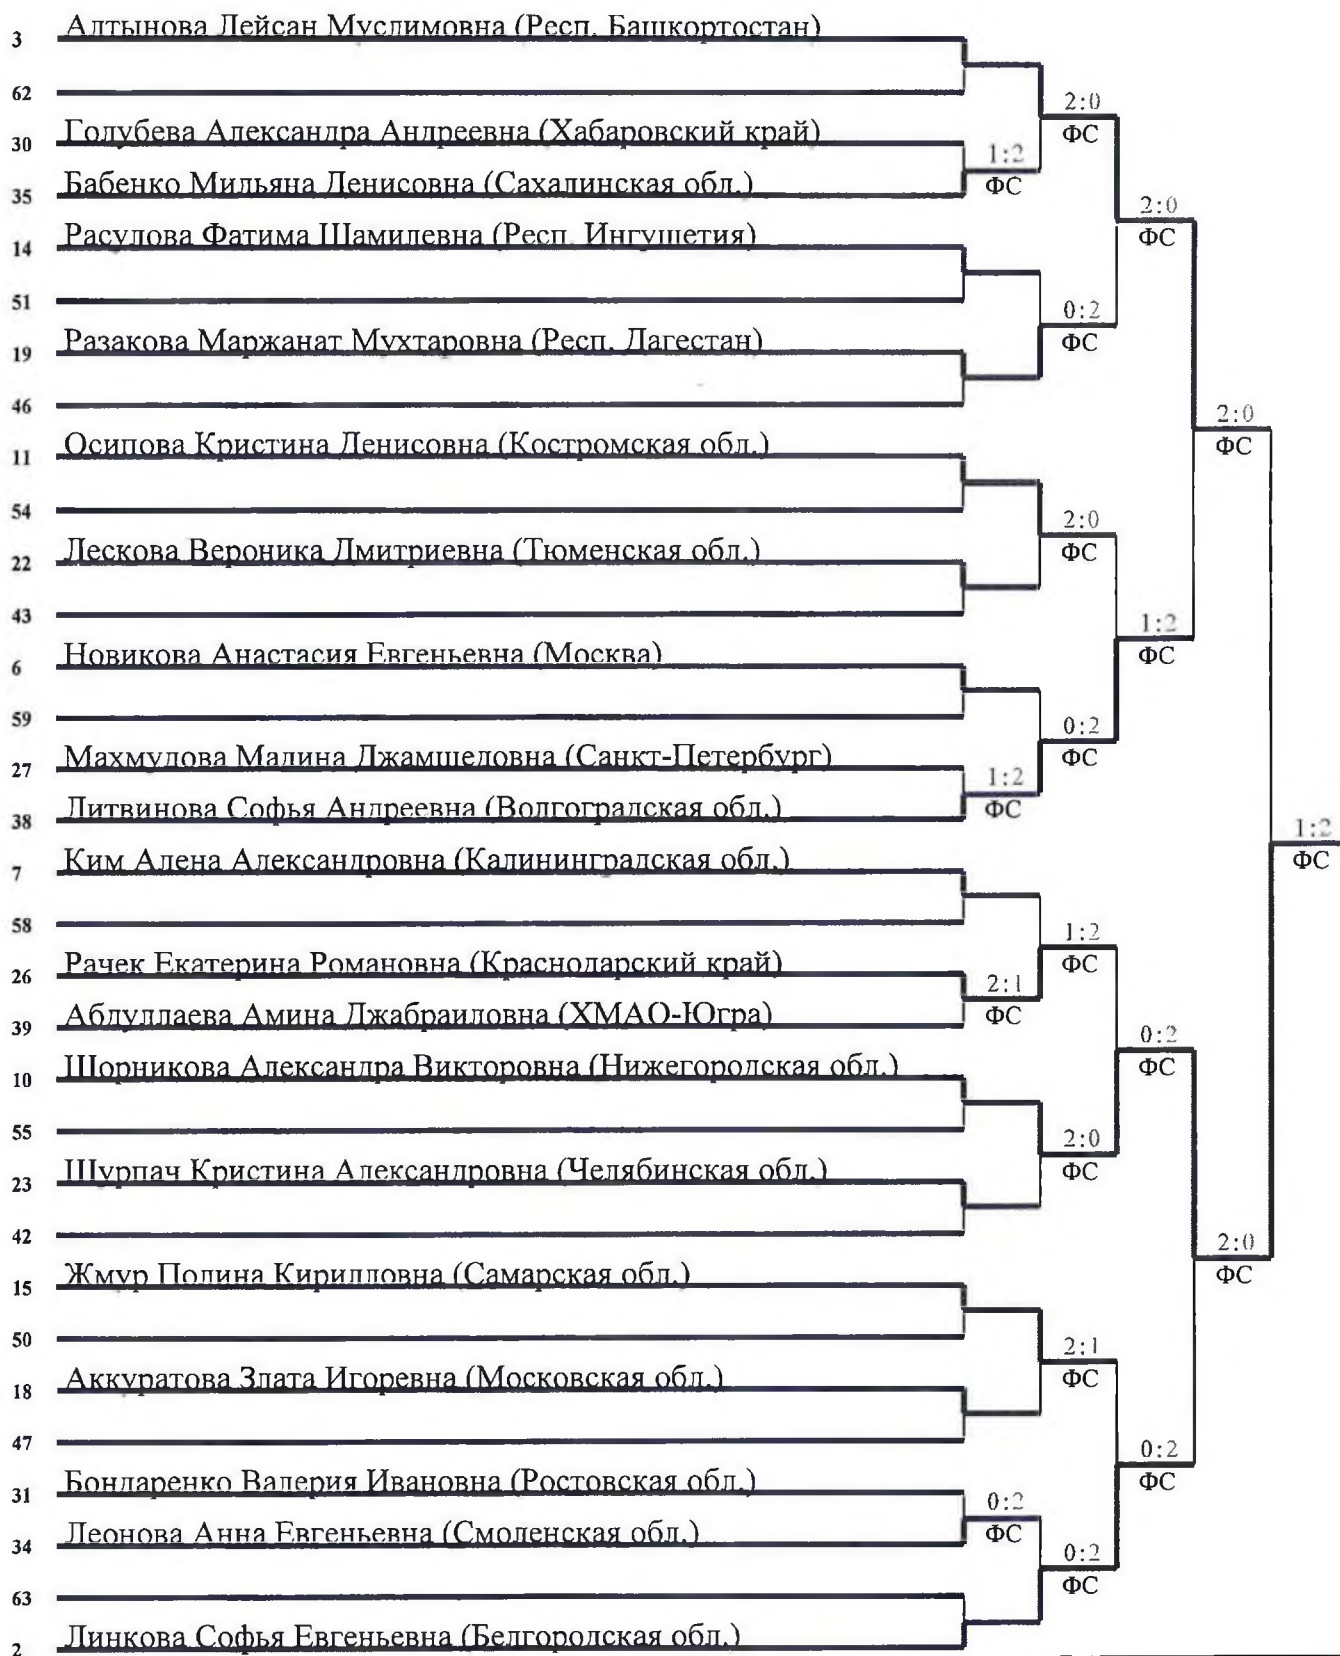 3 Алтынова Лейсан Муслимовна (Респ. Башкортостан)
62
2:0
ФС
30 Голубева Александра Андреевна (Хабаровский край)
1:2
ФС
35 Бабенко Мильяна Денисовна (Сахалинская обл.)
2:0
ФС
14 Расулова Фатима Шамилевна (Респ. Ингушетия)
51
0:2
ФС
19 Разакова Маржанат Мухтаровна (Респ. Дагестан)
46
2:0
ФС
11 Осипова Кристина Денисовна (Костромская обл.)
54
2:0
ФС
22 Лескова Вероника Дмитриевна (Тюменская обл.)
43
1:2
ФС
6 Новикова Анастасия Евгеньевна (Москва)
59
0:2
ФС
27 Махмудова Мадина Джамшедовна (Санкт-Петербург)
1:2
ФС
38 Литвинова Софья Андреевна (Волгоградская обл.)
1:2
ФС
7 Ким Алена Александровна (Калининградская обл.)
58
1:2
ФС
26 Рачек Екатерина Романовна (Краснодарский край)
2:1
ФС
39 Абдуллаева Амина Джабраиловна (ХМАО-Югра)
0:2
ФС
10 Шорникова Александра Викторовна (Нижегородская обл.)
55
2:0
ФС
23 Шурпач Кристина Александровна (Челябинская обл.)
42
2:0
ФС
15 Жмур Полина Кирилловна (Самарская обл.)
50
2:1
ФС
18 Аккуратова Злата Игоревна (Московская обл.)
47
0:2
ФС
31 Бондаренко Валерия Ивановна (Ростовская обл.)
0:2
ФС
34 Леонова Анна Евгеньевна (Смоленская обл.)
0:2
ФС
63
2 Линкова Софья Евгеньевна (Белгородская обл.)